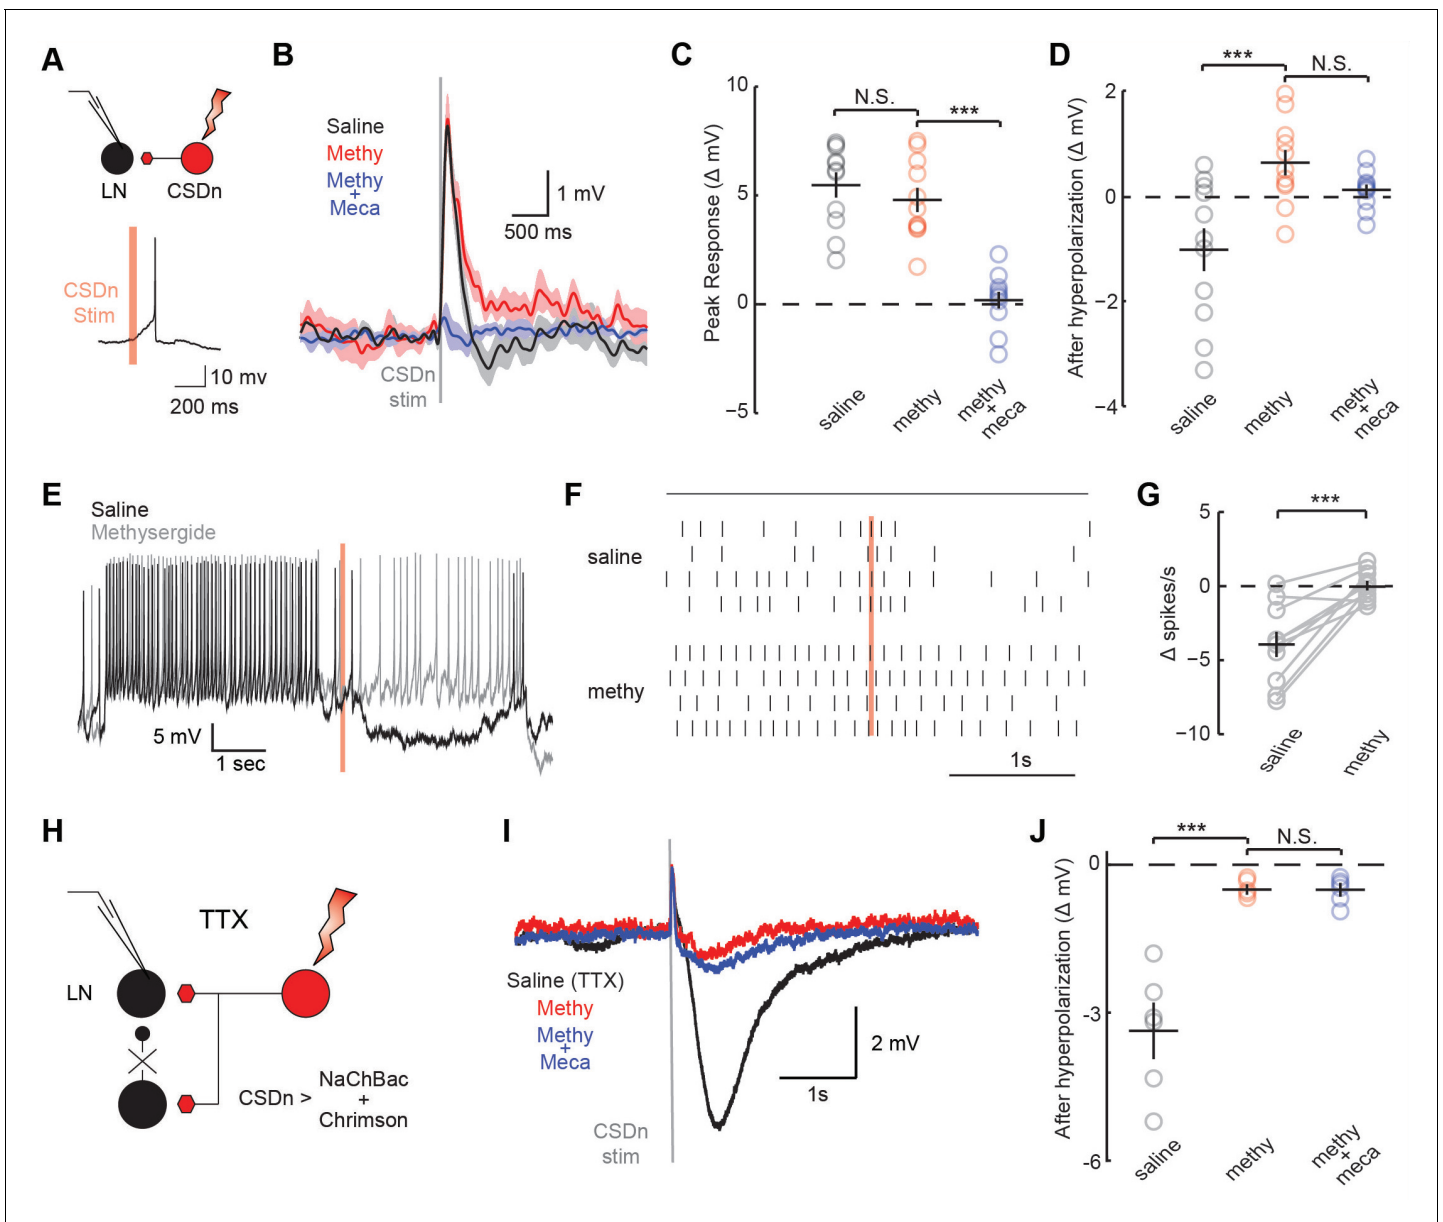 A
LN
CSDn
CSDn
Stim
10 mv
200 ms
B
Saline
Methy
Methy
+
Meca
1 mV
500 ms
CSDn
stim
C
Peak Response (Δ mV)
10
5
0
−5
N.S.
***
saline
methy
methy
+
meca
D
After hyperpolarization (Δ mV)
2
0
−2
−4
***
N.S.
saline
methy
methy
+
meca
E
Saline
Methysergide
5 mV
1 sec
F
saline
methy
1s
G
Δ spikes/s
5
0
−5
−10
***
saline
methy
H
TTX
LN
CSDn >
NaChBac
+
Chrimson
I
Saline (TTX)
Methy
Methy
+
Meca
2 mV
1s
CSDn
stim
J
After hyperpolarization (Δ mV)
0
-3
-6
***
N.S.
saline
methy
methy
+
meca